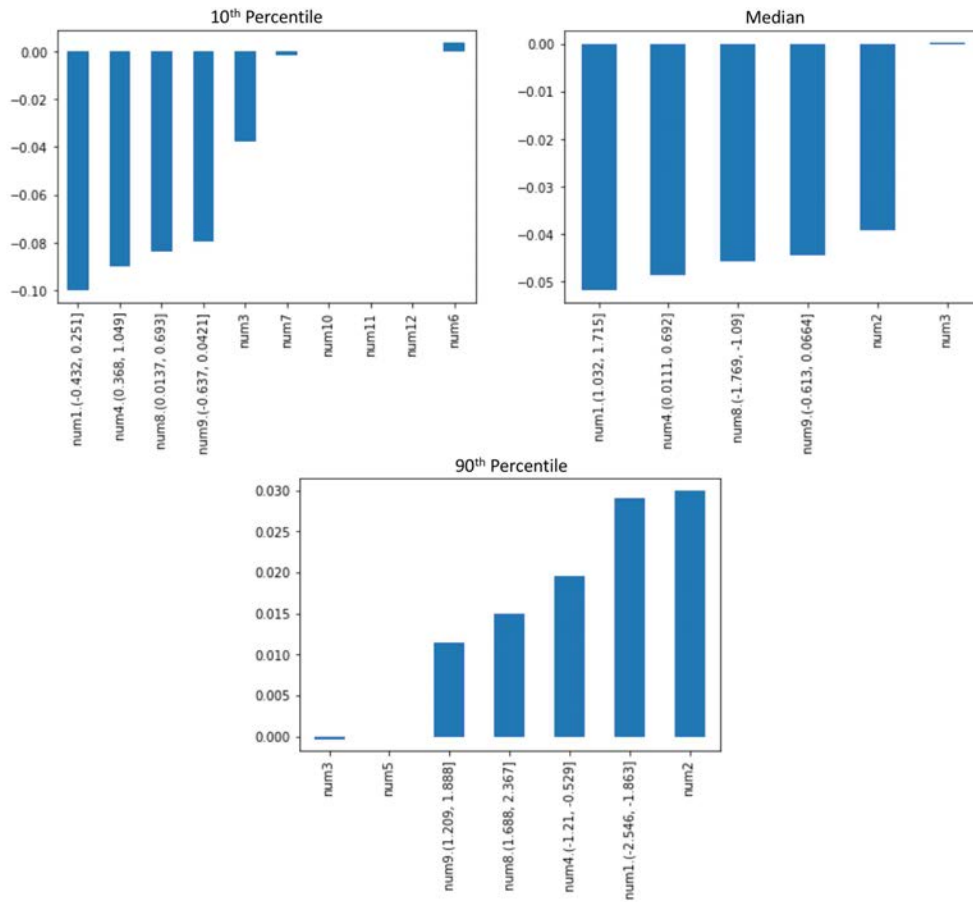 10th Percentile
0.00
−0.02
−0.04
−0.06
−0.08
−0.10
num1.(-0.432, 0.251]
num4.(0.368, 1.049]
num8.(0.0137, 0.693]
num9.(-0.637, 0.0421]
num3
num7
num10
num11
num12
num6
Median
0.00
−0.01
−0.02
−0.03
−0.04
−0.05
num1.(1.032, 1.715]
num4.(0.0111, 0.692]
num8.(-1.769, -1.09]
num9.(-0.613, 0.0664]
num2
num3
90th Percentile
0.030
0.025
0.020
0.015
0.010
0.005
0.000
num3
num5
num9.(1.209, 1.888]
num8.(1.688, 2.367]
num4.(-1.21, -0.529]
num1.(-2.546, -1.863]
num2